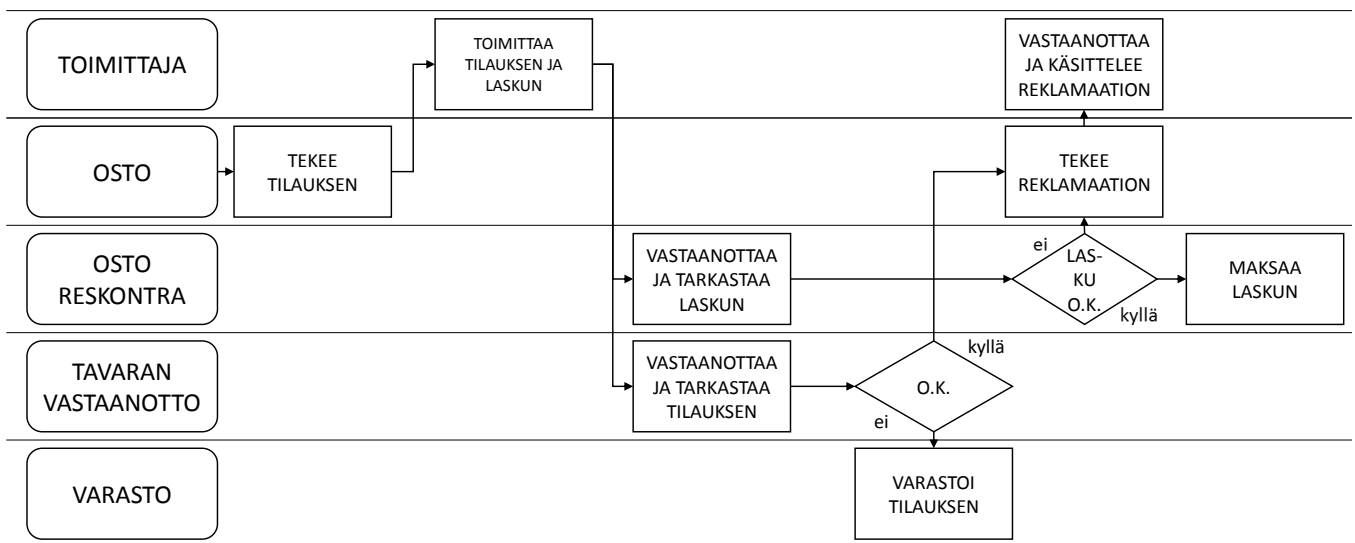 TOIMITTAJA
TOIMITTAA
TILAUKSEN JA
LASKUN
VASTAANOTTAA
JA KÄSITTELEE
REKLAMAATION
OSTO
TEKEE
TILAUKSEN
TEKEE
REKLAMAATION
OSTO
RESKONTRA
VASTAANOTTAA
JA TARKASTAA
LASKUN
ei
LAS-
KU
O.K.
kyllä
MAKSAA
LASKUN
TAVARAN
VASTAANOTTO
VASTAANOTTAA
JA TARKASTAA
TILAUKSEN
kyllä
O.K.
ei
VARASTO
VARASTOI
TILAUKSEN